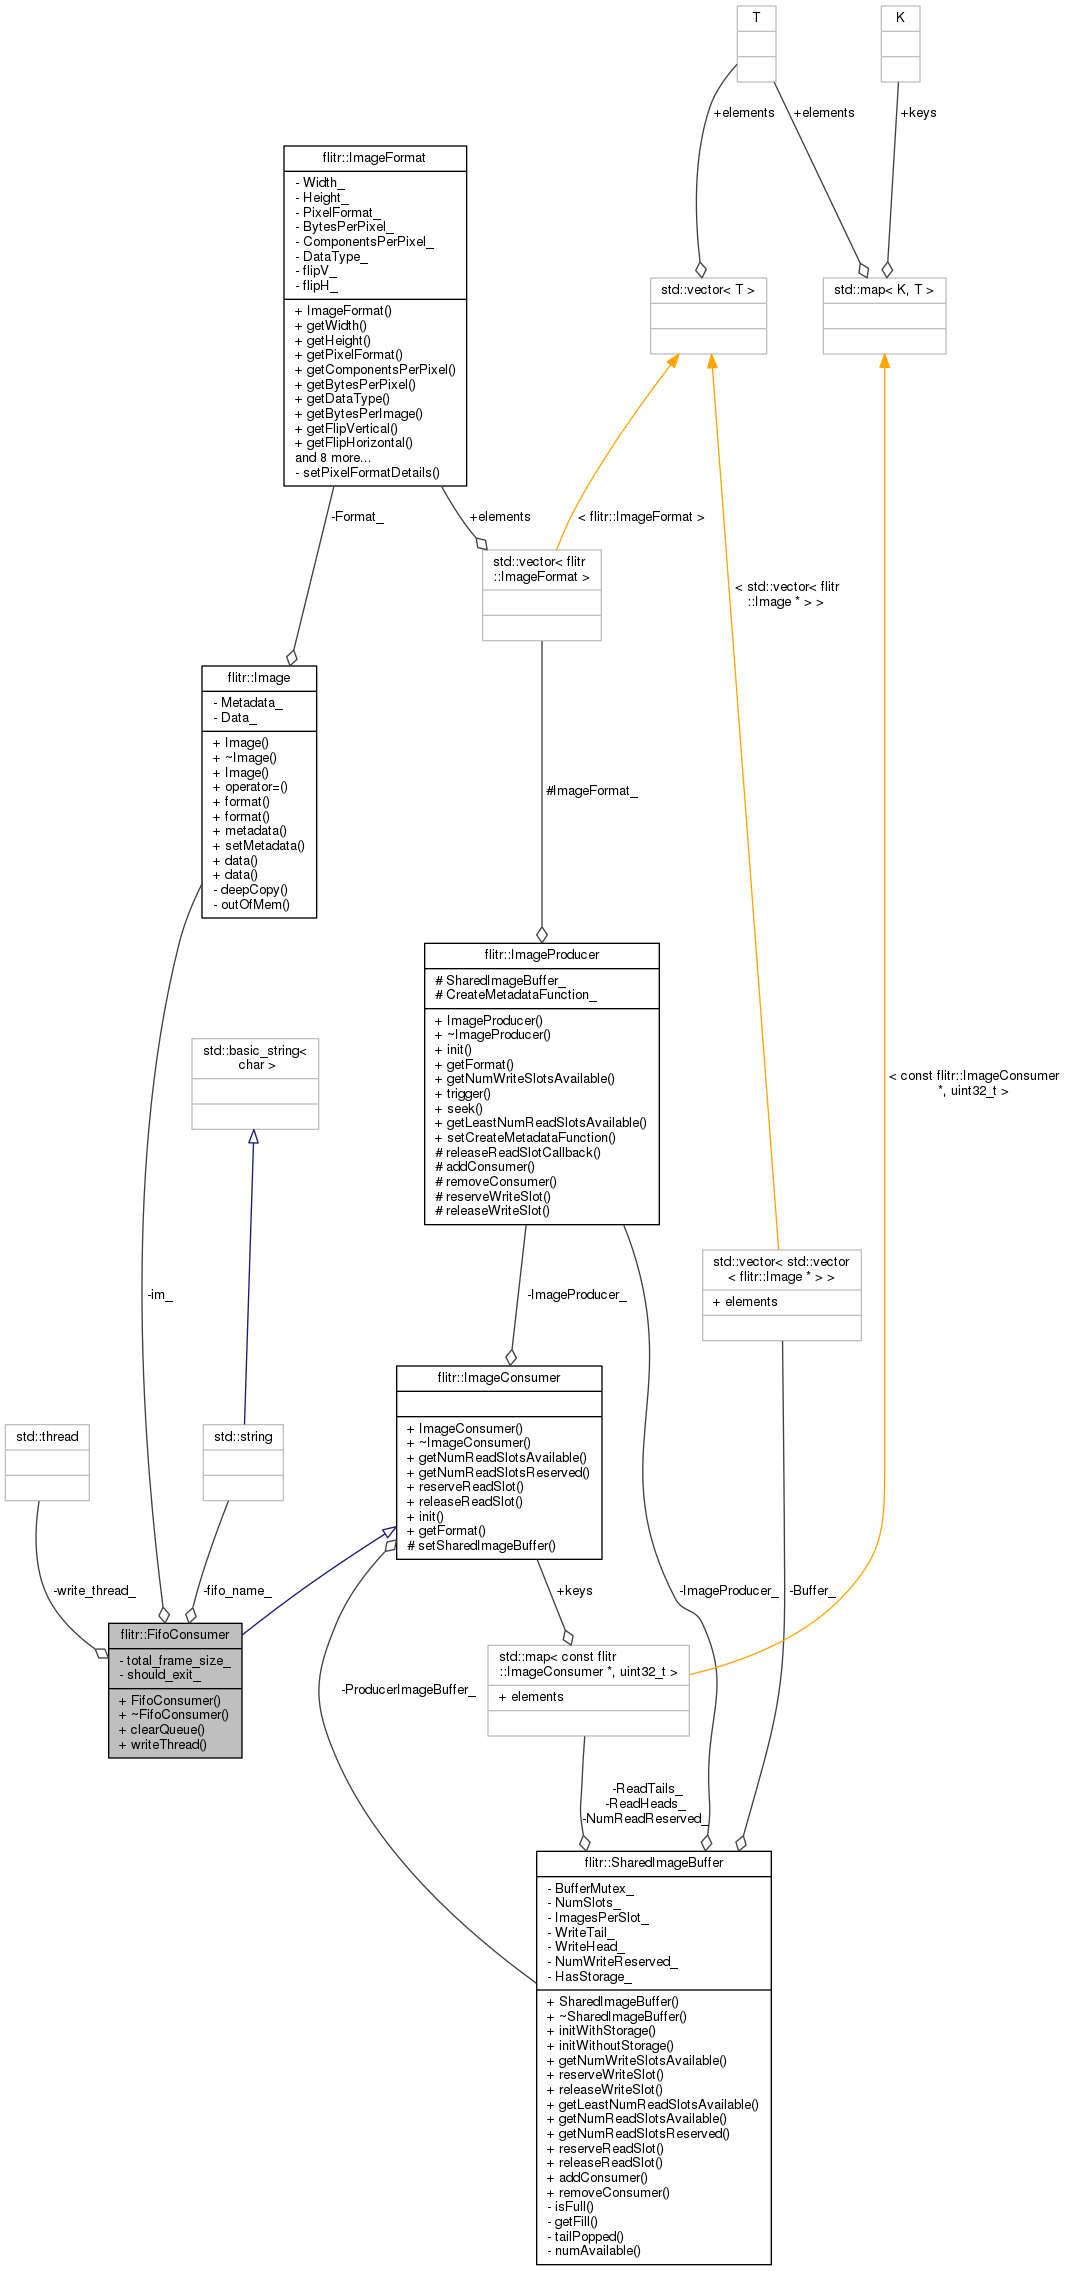 T
K
+elements
+elements
+keys
flitr::ImageFormat
- Width_
- Height_
- PixelFormat_
- BytesPerPixel_
- ComponentsPerPixel_
- DataType_
- flipV_
- flipH_
+ ImageFormat()
+ getWidth()
+ getHeight()
+ getPixelFormat()
+ getComponentsPerPixel()
+ getBytesPerPixel()
+ getDataType()
+ getBytesPerImage()
+ getFlipVertical()
+ getFlipHorizontal()
and 8 more...
- setPixelFormatDetails()
std::vector< T >
std::map< K, T >
-Format_
+elements
< flitr::ImageFormat >
std::vector< flitr
::ImageFormat >
< std::vector< flitr
::Image * > >
flitr::Image
- Metadata_
- Data_
+ Image()
+ ~Image()
+ Image()
+ operator=()
+ format()
+ format()
+ metadata()
+ setMetadata()
+ data()
+ data()
- deepCopy()
- outOfMem()
#ImageFormat_
flitr::ImageProducer
# SharedImageBuffer_
# CreateMetadataFunction_
+ ImageProducer()
+ ~ImageProducer()
+ init()
+ getFormat()
+ getNumWriteSlotsAvailable()
+ trigger()
+ seek()
+ getLeastNumReadSlotsAvailable()
+ setCreateMetadataFunction()
# releaseReadSlotCallback()
# addConsumer()
# removeConsumer()
# reserveWriteSlot()
# releaseWriteSlot()
std::basic_string<
char >
< const flitr::ImageConsumer
*, uint32_t >
-im_
-ImageProducer_
std::vector< std::vector
< flitr::Image * > >
+ elements
flitr::ImageConsumer
+ ImageConsumer()
+ ~ImageConsumer()
+ getNumReadSlotsAvailable()
+ getNumReadSlotsReserved()
+ reserveReadSlot()
+ releaseReadSlot()
+ init()
+ getFormat()
# setSharedImageBuffer()
std::thread
std::string
-write_thread_
-fifo_name_
+keys
-ImageProducer_
-Buffer_
flitr::FifoConsumer
- total_frame_size_
- should_exit_
+ FifoConsumer()
+ ~FifoConsumer()
+ clearQueue()
+ writeThread()
-ProducerImageBuffer_
std::map< const flitr
::ImageConsumer *, uint32_t >
+ elements
-ReadTails_
-ReadHeads_
-NumReadReserved_
flitr::SharedImageBuffer
- BufferMutex_
- NumSlots_
- ImagesPerSlot_
- WriteTail_
- WriteHead_
- NumWriteReserved_
- HasStorage_
+ SharedImageBuffer()
+ ~SharedImageBuffer()
+ initWithStorage()
+ initWithoutStorage()
+ getNumWriteSlotsAvailable()
+ reserveWriteSlot()
+ releaseWriteSlot()
+ getLeastNumReadSlotsAvailable()
+ getNumReadSlotsAvailable()
+ getNumReadSlotsReserved()
+ reserveReadSlot()
+ releaseReadSlot()
+ addConsumer()
+ removeConsumer()
- isFull()
- getFill()
- tailPopped()
- numAvailable()